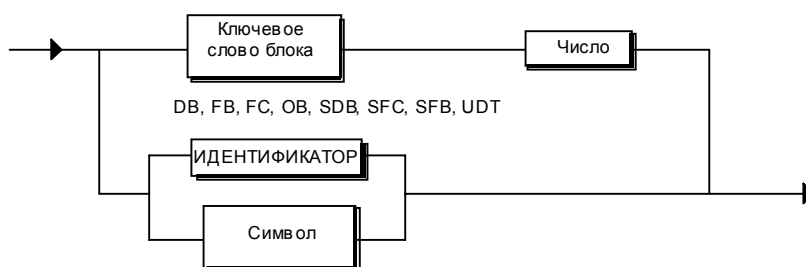 Ключевое
слово блока
Число
DB, FB, FC, OB, SDB, SFC, SFB, UDT
ИДЕНТИФИКАТОР
Символ